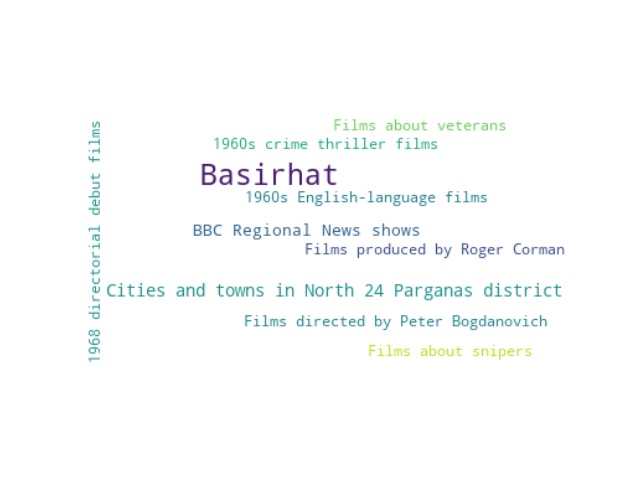 Films about veterans
1960s crime thriller films
Basirhat
1960s English-language films
BBC Regional News shows
Films produced by Roger Corman
Cities and towns in North 24 Parganas district
Films directed by Peter Bogdanovich
Films about snipers
1968 directorial debut films